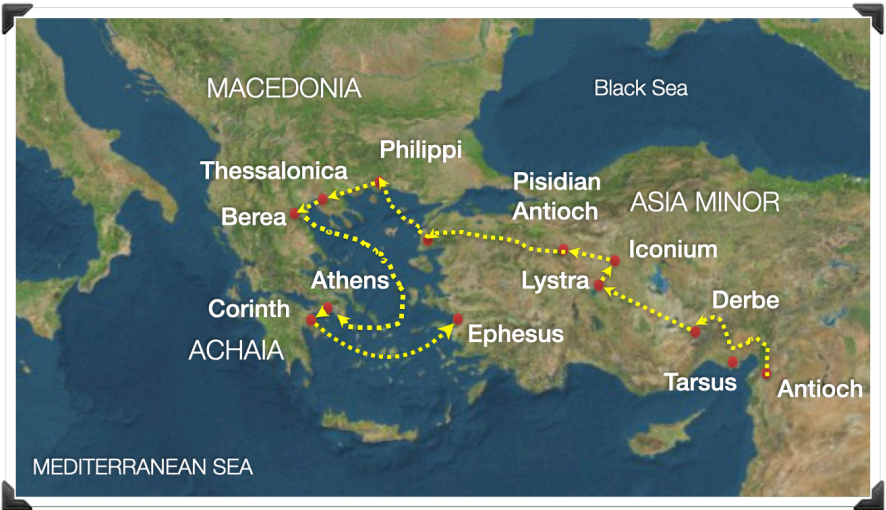 MACEDONIA
Black Sea
Philippi
Thessalonica
Pisidian
Antioch
ASIA MINOR
Berea
Iconium
Athens
Lystra
Derbe
Corinth
Ephesus
ACHAIA
Tarsus
Antioch
MEDITERRANEAN SEA